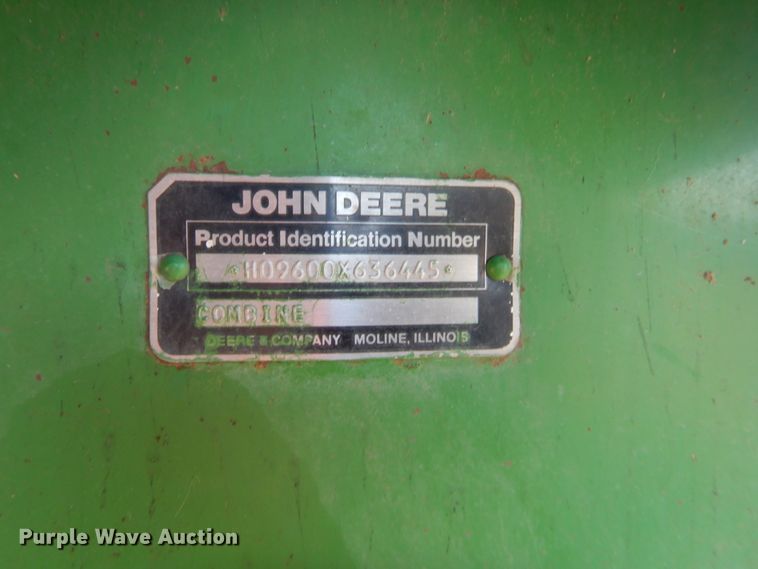 JOHN DEERE
Product Identification Number
*H09600X636445*
COMBINE
DEERE & COMPANY MOLINE, ILLINOIS
Purple Wave Auction